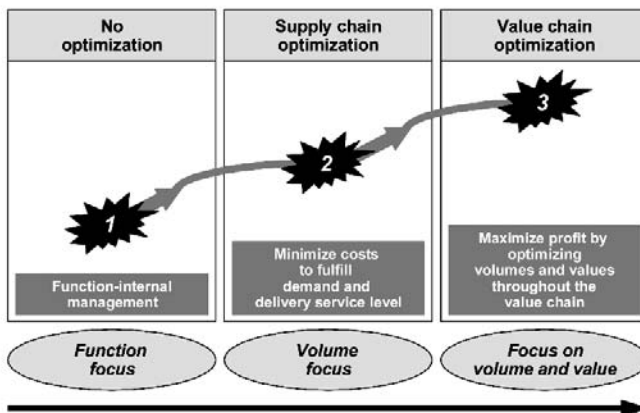 No
optimization
Supply chain
optimization
Value chain
optimization
1
2
3
Function-internal
management
Minimize costs
to fulfill
demand and
delivery service level
Maximize profit by
optimizing
volumes and values
throughout the
value chain
Function
focus
Volume
focus
Focus on
volume and value